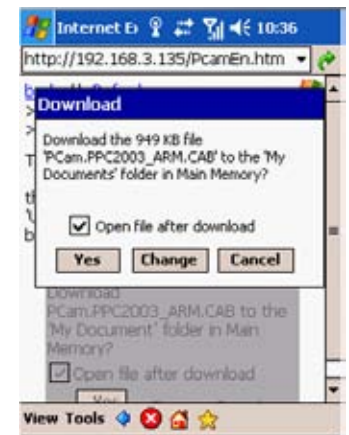 Internet E 10:36
http://192.168.3.135/PcamEn.htm
Download
Download the 949 KB file
'PCam.PPC2003_ARM.CAB' to the 'My
Documents' folder in Main Memory?
Open file after download
Yes Change Cancel
Download
PCam.PPC2003_ARM.CAB to the
'My Document' folder in Main
Memory?
Open file after download
Yes
View Tools